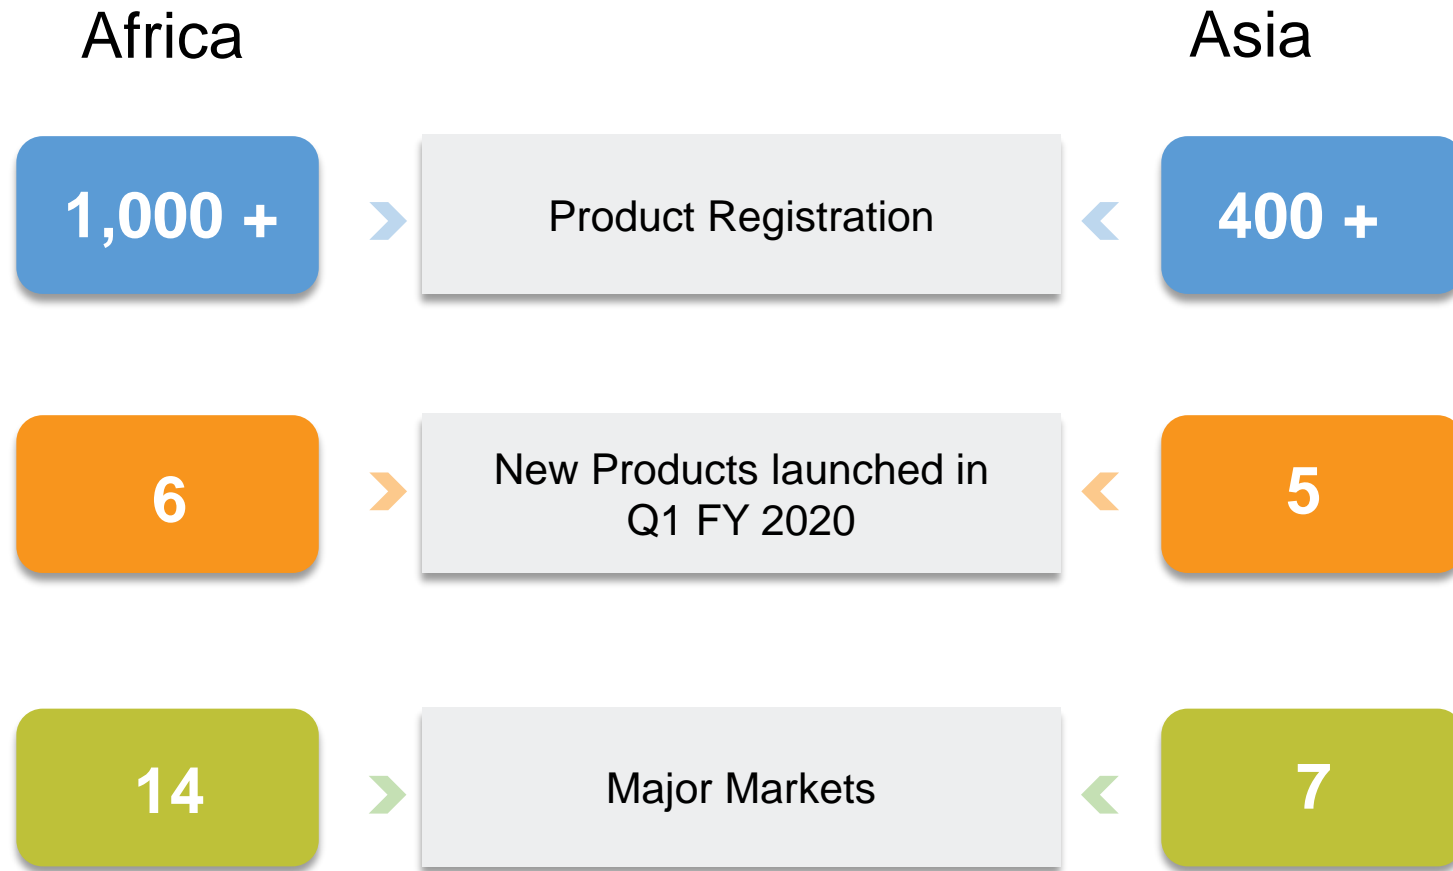 Africa
Asia
1,000 +
Product Registration
400 +
6
New Products launched in
Q1 FY 2020
5
14
Major Markets
7